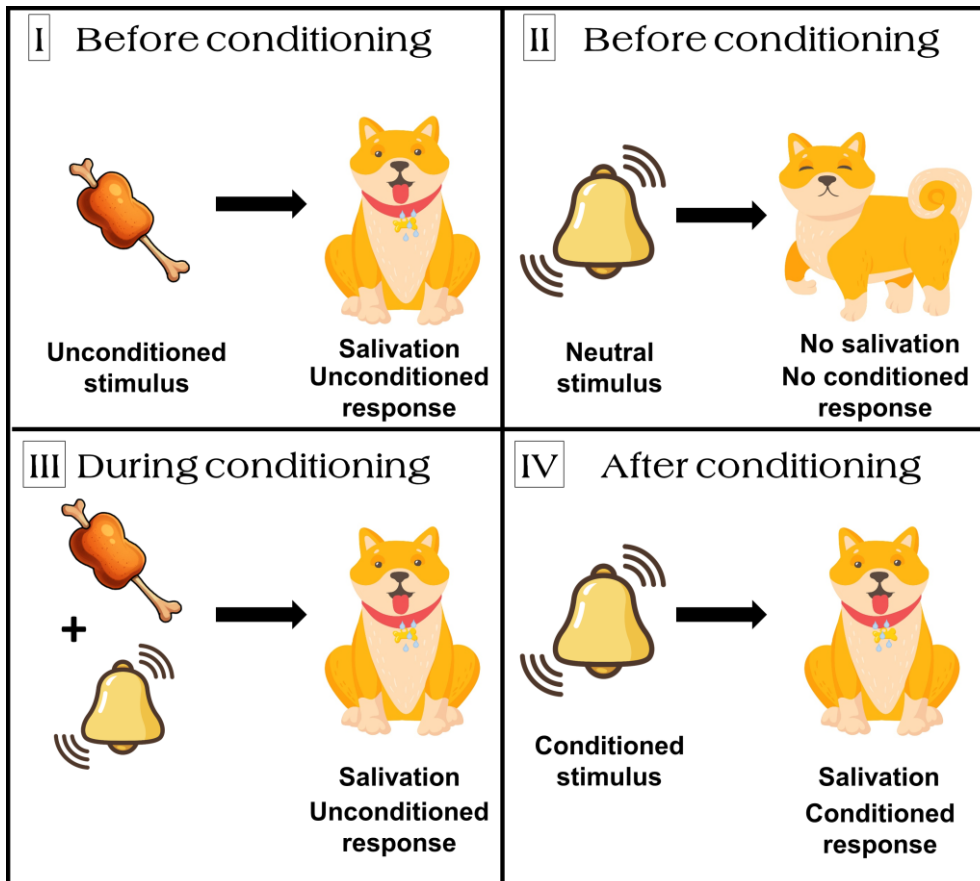 I Before conditioning
Unconditioned
stimulus
Salivation
Unconditioned
response
II Before conditioning
Neutral
stimulus
No salivation
No conditioned
response
III During conditioning
+
Salivation
Unconditioned
response
IV After conditioning
Conditioned
stimulus
Salivation
Conditioned
response